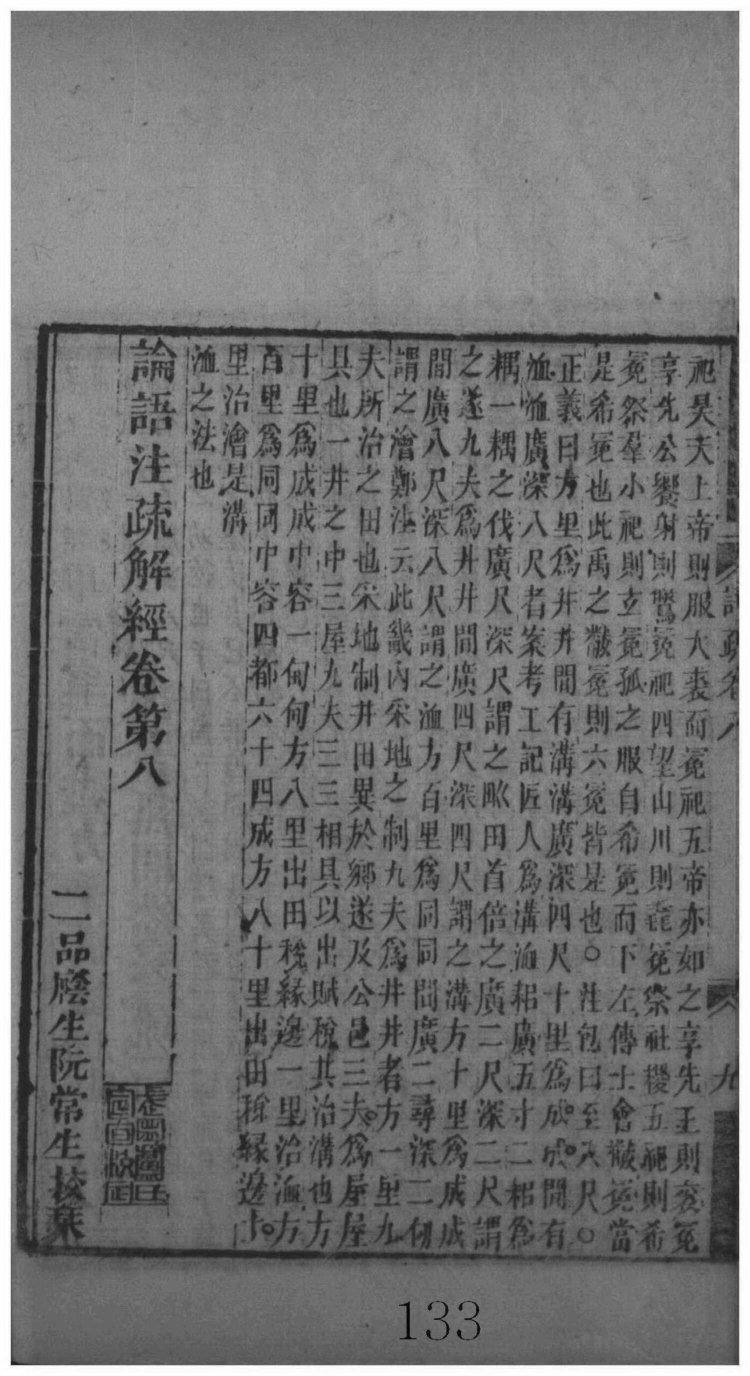 祀昊天上帝則服大裘而冕祀五帝亦如之享先王則衮冕
享先公饗射則鷩冕祀四望山川則毳冕祭社稷五祀則希
冕祭羣小祀則玄冕孤之服自希冕而下左傳士會黻冕當
是希冕也此禹之黻冕則六冕皆是也○注包曰至八尺○
正義曰方里爲井井間有溝溝廣深四尺十里爲成成間有
洫洫廣深八尺者案考工記匠人爲溝洫耜廣五寸二耜爲
耦一耦之伐廣尺深尺謂之畎田首倍之廣二尺深二尺謂
之遂九夫爲井井間廣四尺深四尺謂之溝方十里爲成成
間廣八尺深八尺謂之洫方百里爲同同間廣二尋深二仞
謂之澮鄭注云此畿內采地之制九夫爲井井者方一里九
夫所治之田也采地制井田異於鄉遂及公邑三夫爲屋屋
具也一井之中三屋九夫三三相具以出賦稅其治溝也方
十里爲成成中容一甸甸方八里出田稅緣邊一里治洫方
百里爲同同中容四都六十四成方八十里出田稅緣邊十
里治澮是溝
洫之法也
論語注疏解經卷第八
二品廕生阮常生挍栞
疏卷八
九
133